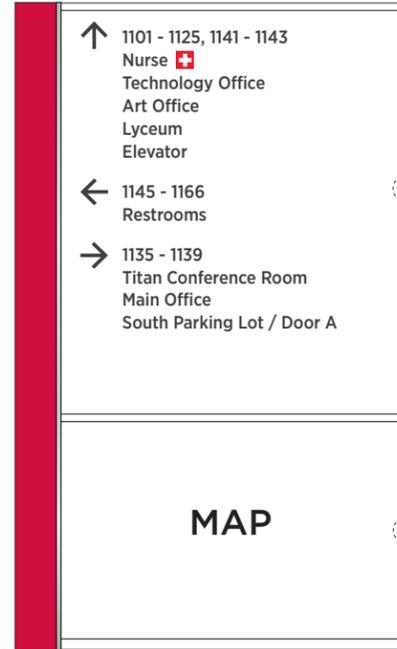 1101 - 1125, 1141 - 1143
Nurse
Technology Office
Art Office
Lyceum
Elevator
1145 - 1166
Restrooms
1135 - 1139
Titan Conference Room
Main Office
South Parking Lot / Door A
MAP